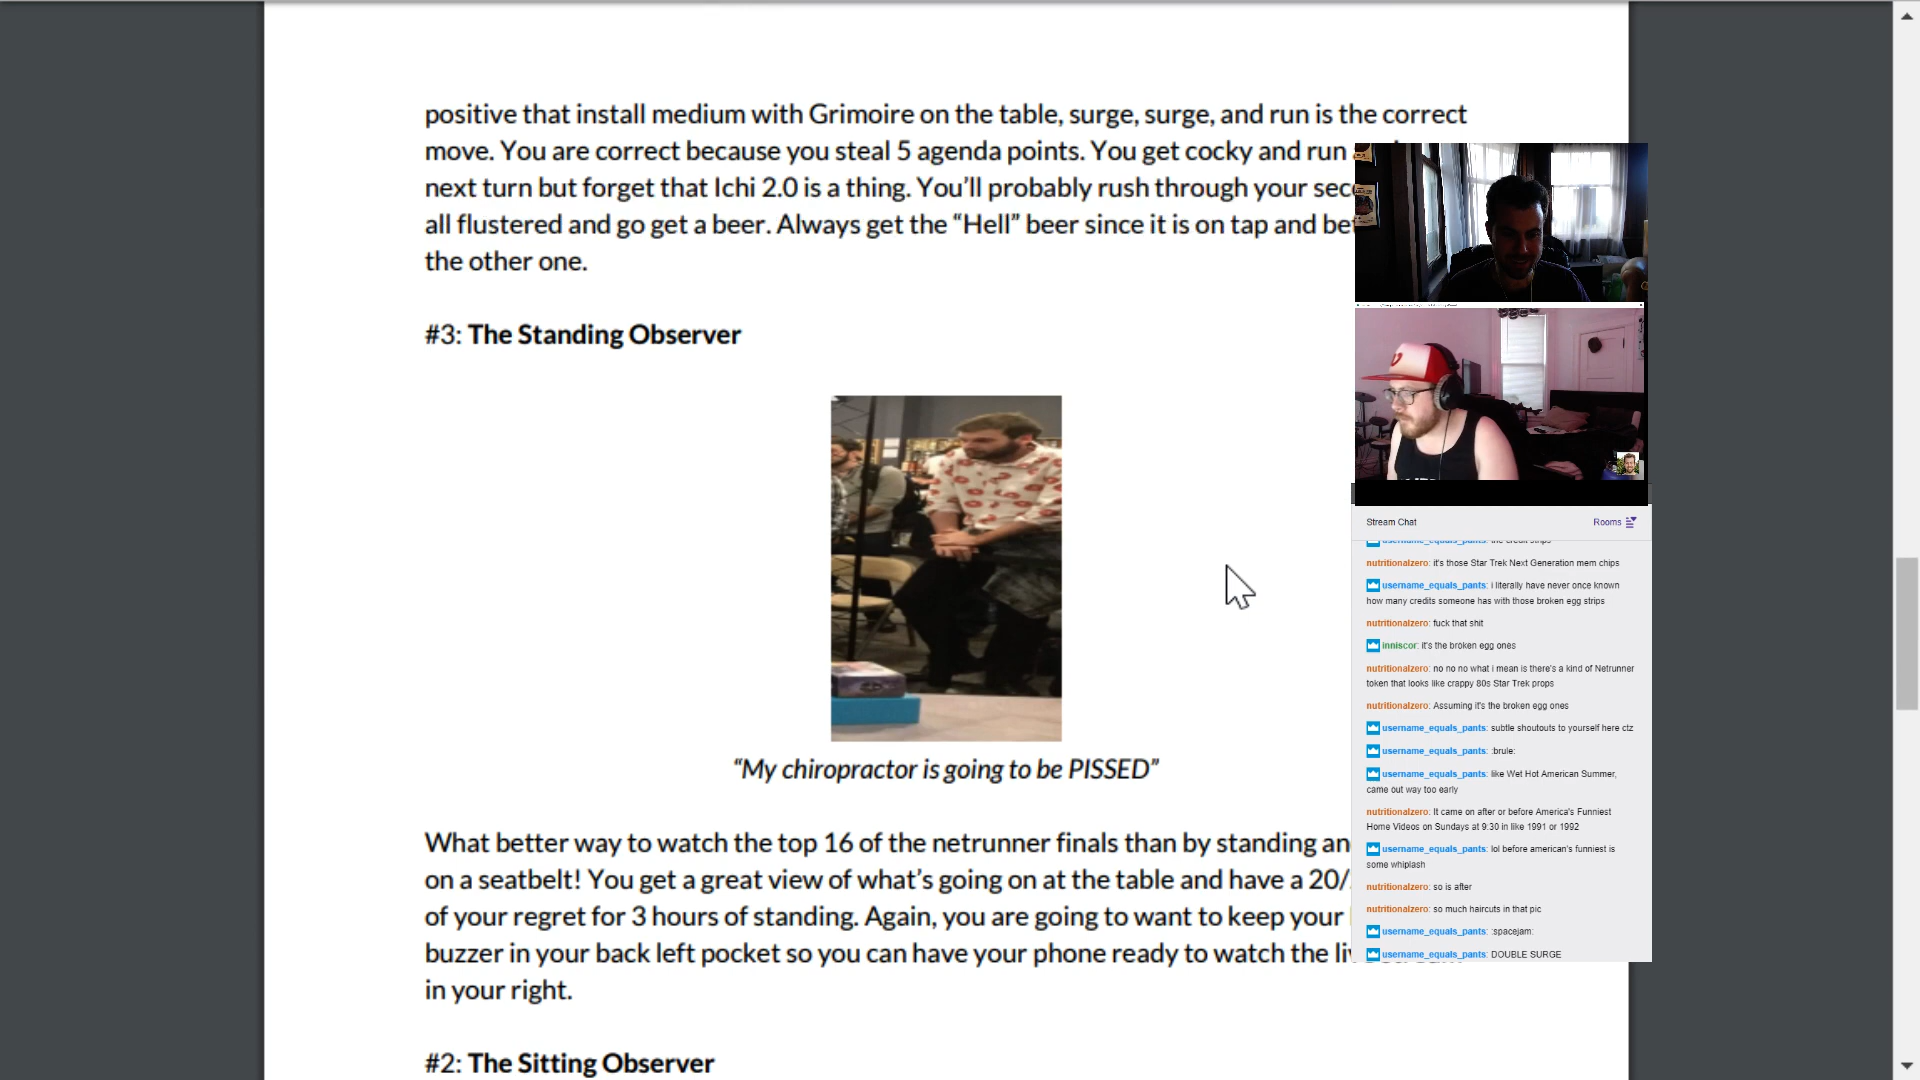 positive that install medium with Grimoire on the table, surge, surge, and run is the correct
move. You are correct because you steal 5 agenda points. You get cocky and run
next turn but forget that Ichi 2.0 is a thing. You’ll probably rush through your sec
all flustered and go get a beer. Always get the “Hell” beer since it is on tap and
the other one.
#3: The Standing Observer
“My chiropractor is going to be PISSED”
What better way to watch the top 16 of the netrunner finals than by standing an
on a seatbelt! You get a great view of what’s going on at the table and have a 20/
of your regret for 3 hours of standing. Again, you are going to want to keep your
buzzer in your back left pocket so you can have your phone ready to watch the
in your right.
#2: The Sitting Observer
Stream Chat
Rooms
username_equals_pants: the credit strips
nutritionalzero: it's those Star Trek Next Generation mem chips
username_equals_pants: i literally have never once known
how many credits someone has with those broken egg strips
nutritionalzero: fuck that shit
inniscor: it's the broken egg ones
nutritionalzero: no no no what i mean is there's a kind of Netrunner
token that looks like crappy 80s Star Trek props
nutritionalzero: Assuming it's the broken egg ones
username_equals_pants: subtle shoutouts to yourself here ctz
username_equals_pants: :brule:
username_equals_pants: like Wet Hot American Summer,
came out way too early
nutritionalzero: It came on after or before America's Funniest
Home Videos on Sundays at 9:30 in like 1991 or 1992
username_equals_pants: lol before american's funniest is
some whiplash
nutritionalzero: so is after
nutritionalzero: so much haircuts in that pic
username_equals_pants: :spacejam:
username_equals_pants: DOUBLE SURGE